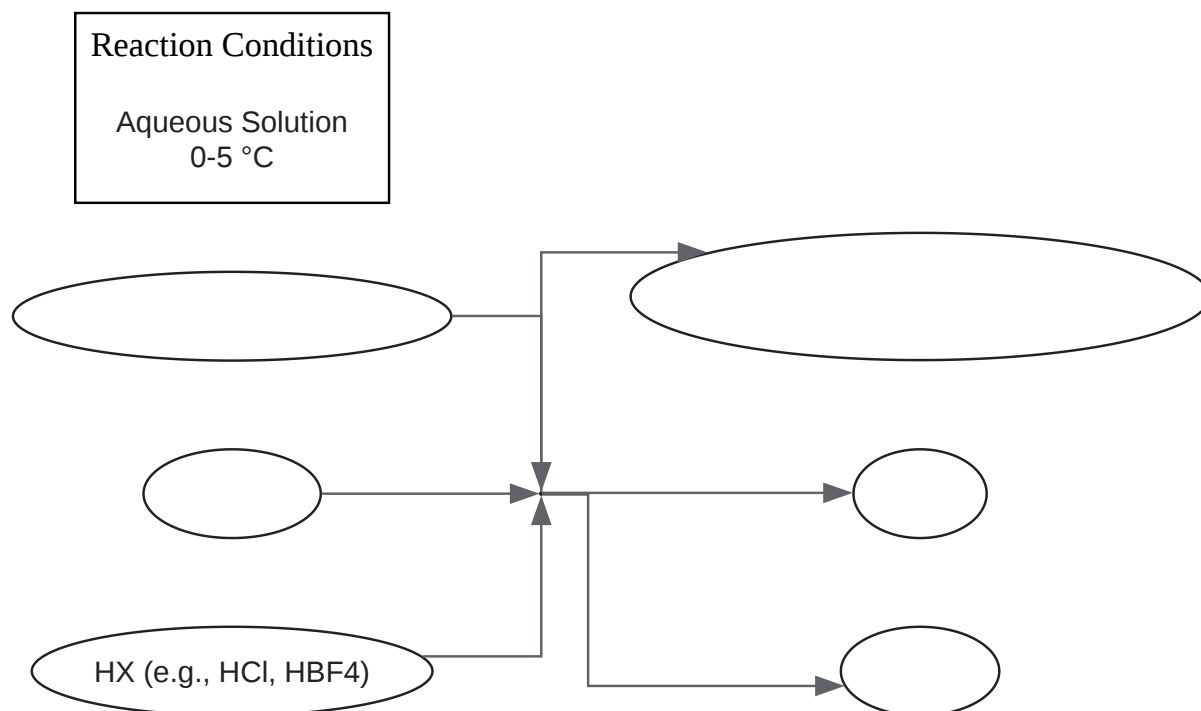 Reaction Conditions
Aqueous Solution
0-5 °C
HX (e.g., HCl, HBF4)